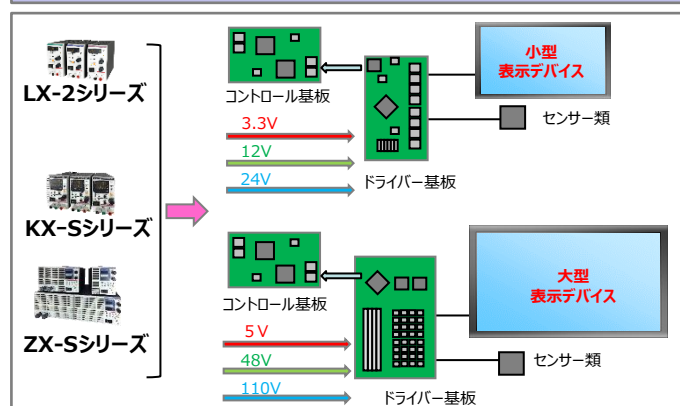 LX-2シリーズ
KX-Sシリーズ
ZX-Sシリーズ
コントロール基板
3.3V
12V
24V
ドライバー基板
小型
表示デバイス
センサー類
コントロール基板
5V
48V
110V
ドライバー基板
大型
表示デバイス
センサー類